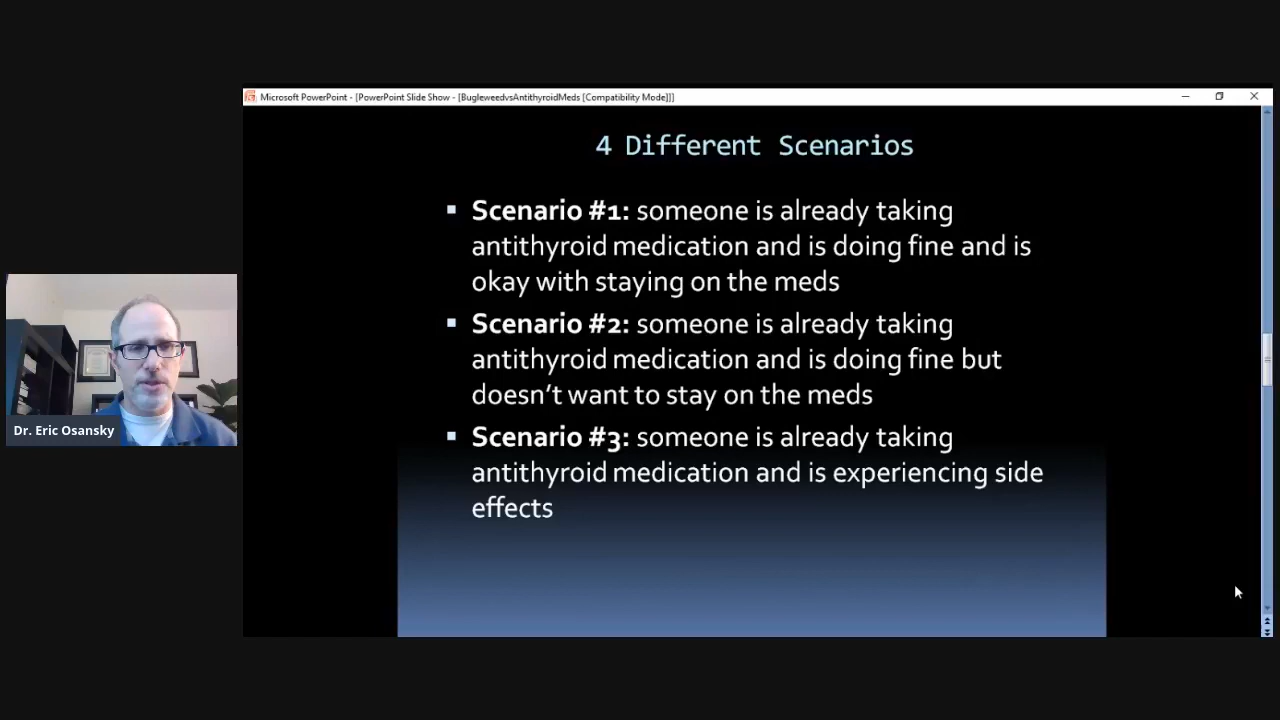 Microsoft PowerPoint - [PowerPoint Slide Show - [BugleweedvsAntithyroidMeds [Compatibility Mode]]]
4 Different Scenarios
▪ Scenario #1: someone is already taking
antithyroid medication and is doing fine and is
okay with staying on the meds
▪ Scenario #2: someone is already taking
antithyroid medication and is doing fine but
doesn't want to stay on the meds
▪ Scenario #3: someone is already taking
antithyroid medication and is experiencing side
effects
Dr. Eric Osansky